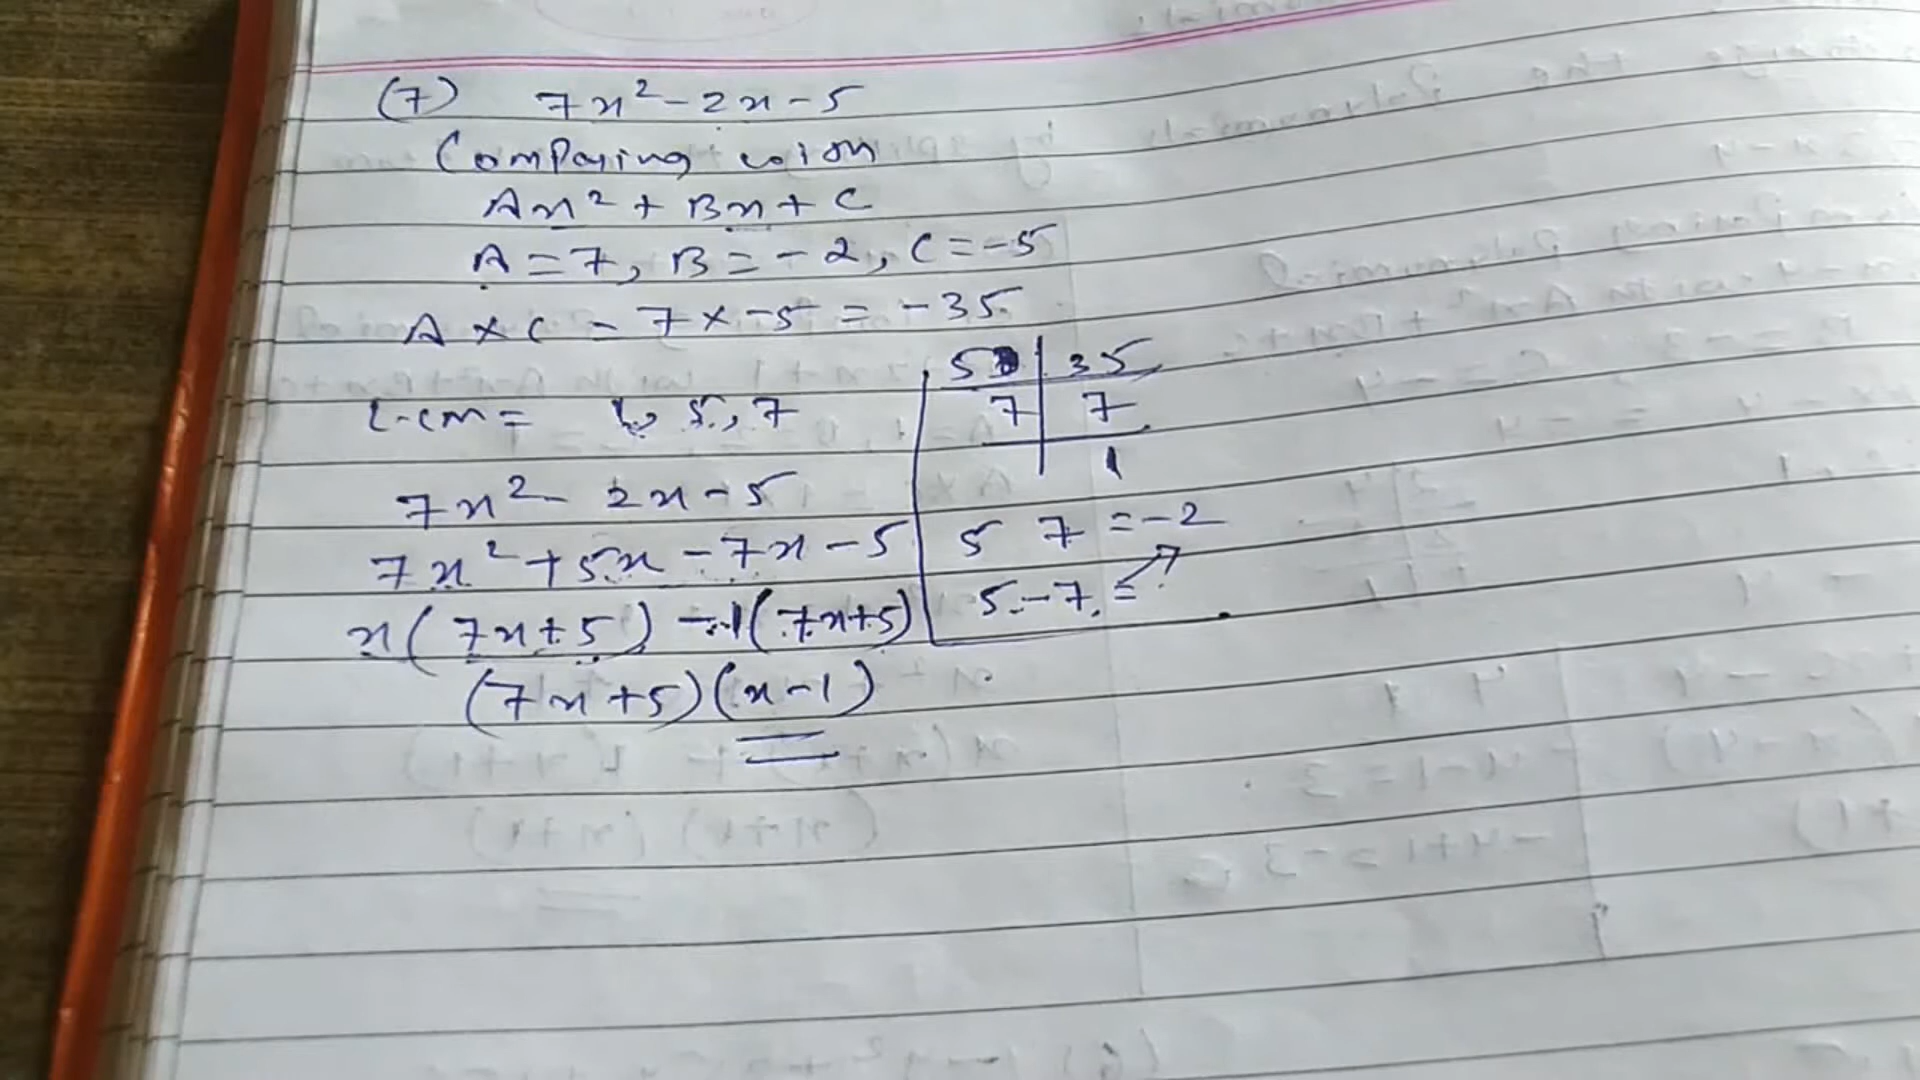 (7) 7x² - 2x - 5
Comparing with
Ax² + Bx + C
A = 7, B = - 2, C = -5
A × C = 7 × -5 = -35
5 | 35
7 | 7
1
L.C.M = 5, 7
7x² - 2x - 5
7x² + 5x - 7x - 5
5 7 = -2
5 - 7 =
x(7x+5) -1(7x+5)
(7x+5)(x-1)